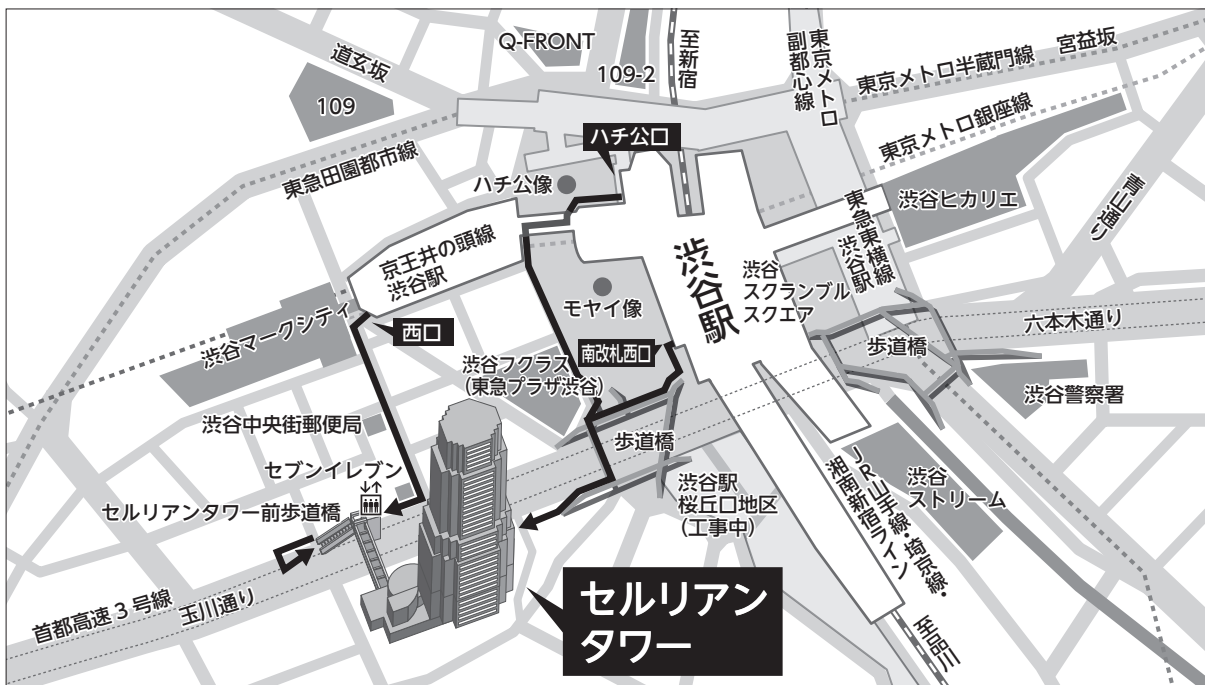 Q-FRONT
道玄坂
109
109-2
至新宿
東京メトロ
副都心線
東京メトロ半蔵門線
宮益坂
東京メトロ銀座線
東急田園都市線
ハチ公口
ハチ公像
青山通り
渋谷ヒカリエ
東急東横線
渋谷駅
京王井の頭線
渋谷駅
渋谷駅
渋谷
スクランブル
スクエア
モヤイ像
渋谷マークシティ
西口
南改札西口
六本木通り
歩道橋
渋谷フクラス
(東急プラザ渋谷)
渋谷警察署
渋谷中央街郵便局
歩道橋
セブンイレブン
セルリアンタワー前歩道橋
渋谷駅
桜丘口地区
(工事中)
JR山手線・埼京線・
湘南新宿ライン
渋谷
ストリーム
首都高速3号線
玉川通り
セルリアン
タワー
至品川